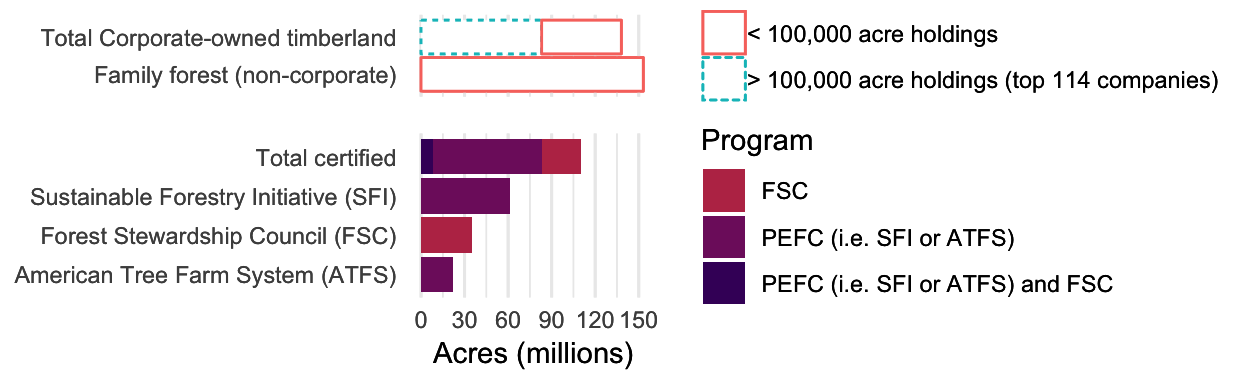 Total Corporate-owned timberland
Family forest (non-corporate)
< 100,000 acre holdings
> 100,000 acre holdings (top 114 companies)
Total certified
Sustainable Forestry Initiative (SFI)
Forest Stewardship Council (FSC)
American Tree Farm System (ATFS)
0 30 60 90 120 150
Acres (millions)
Program
FSC
PEFC (i.e. SFI or ATFS)
PEFC (i.e. SFI or ATFS) and FSC